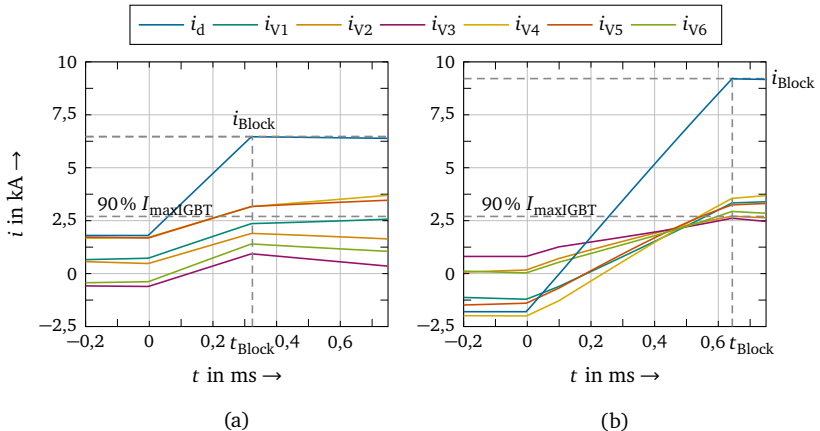 i_d i_V1 i_V2 i_V3 i_V4 i_V5 i_V6
10
7,5
5
2,5
0
−2,5
i in kA →
i_Block
90% I_maxIGBT
−0,2 0 0,2 t_Block 0,4 0,6
t in ms →
(a)
10
7,5
5
2,5
0
−2,5
i_Block
90% I_maxIGBT
−0,2 0 0,2 0,4 0,6 t_Block
t in ms →
(b)